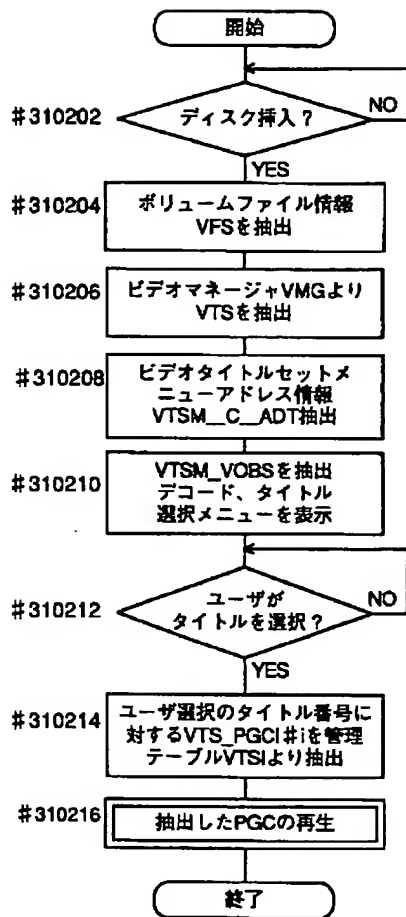 開始
#310202
ディスク挿入?
NO
YES
#310204
ボリュームファイル情報
VFSを抽出
#310206
ビデオマネージャVMGより
VTSを抽出
#310208
ビデオタイトルセットメ
ニューアドレス情報
VTSM__C__ADT抽出
#310210
VTSM_VOBSを抽出
デコード、タイトル
選択メニューを表示
#310212
ユーザが
タイトルを選択?
NO
YES
#310214
ユーザ選択のタイトル番号に
対するVTS_PGCI#iを管理
テーブルVTSIより抽出
#310216
抽出したPGCの再生
終了